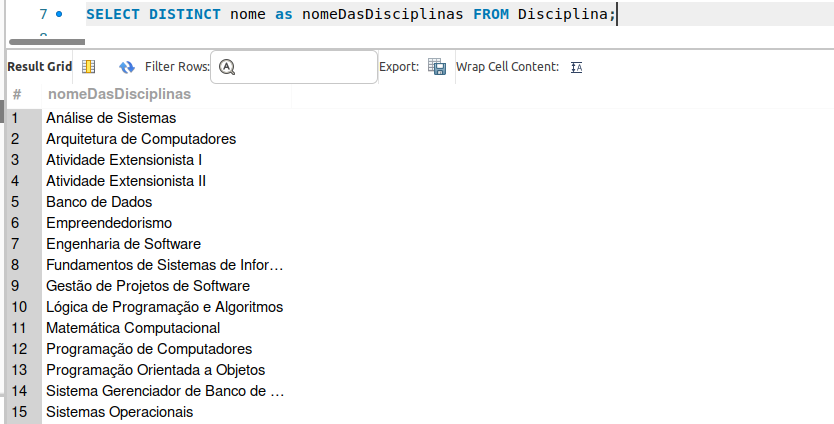 7 SELECT DISTINCT nome as nomeDasDisciplinas FROM Disciplina;
Result Grid Filter Rows: Export: Wrap Cell Content:
# nomeDasDisciplinas
1 Análise de Sistemas
2 Arquitetura de Computadores
3 Atividade Extensionista I
4 Atividade Extensionista II
5 Banco de Dados
6 Empreendedorismo
7 Engenharia de Software
8 Fundamentos de Sistemas de Infor…
9 Gestão de Projetos de Software
10 Lógica de Programação e Algoritmos
11 Matemática Computacional
12 Programação de Computadores
13 Programação Orientada a Objetos
14 Sistema Gerenciador de Banco de …
15 Sistemas Operacionais